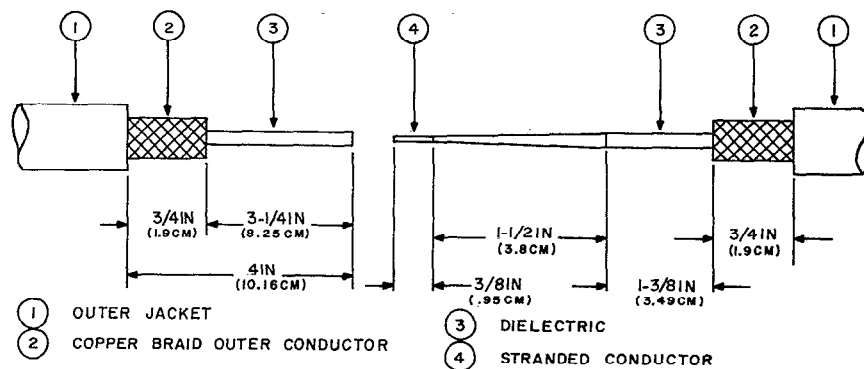 1 2 3 4 3 2 1
3/4IN 3-1/4IN 1-1/2IN 3/4IN
(1.9CM) (8.25CM) (3.8CM) (1.9CM)
4IN 3/8IN 1-3/8IN
(10.16CM) (.95CM) (3.49CM)
1 OUTER JACKET
2 COPPER BRAID OUTER CONDUCTOR
3 DIELECTRIC
4 STRANDED CONDUCTOR